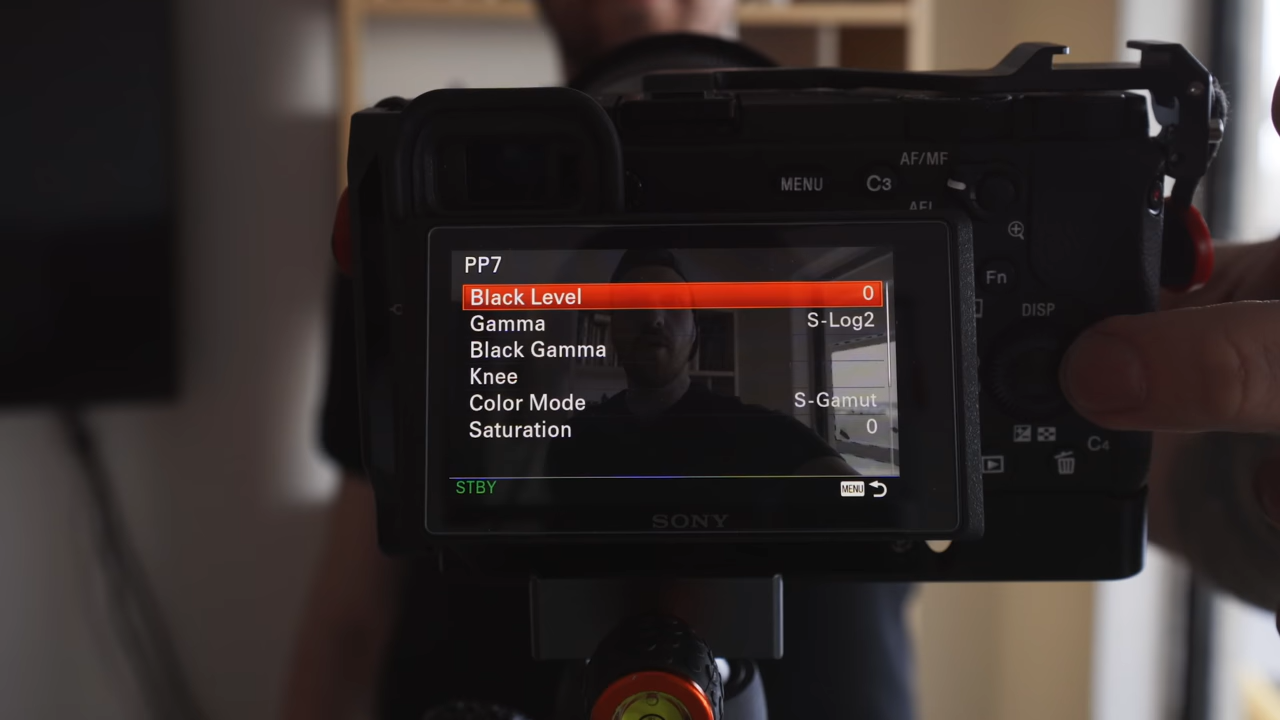 AF/MF
MENU
C3
AEL
PP7
Black Level 0
Gamma S-Log2
Black Gamma
Knee
Color Mode S-Gamut
Saturation 0
STBY
MENU
SONY
Fn
DISP
C4